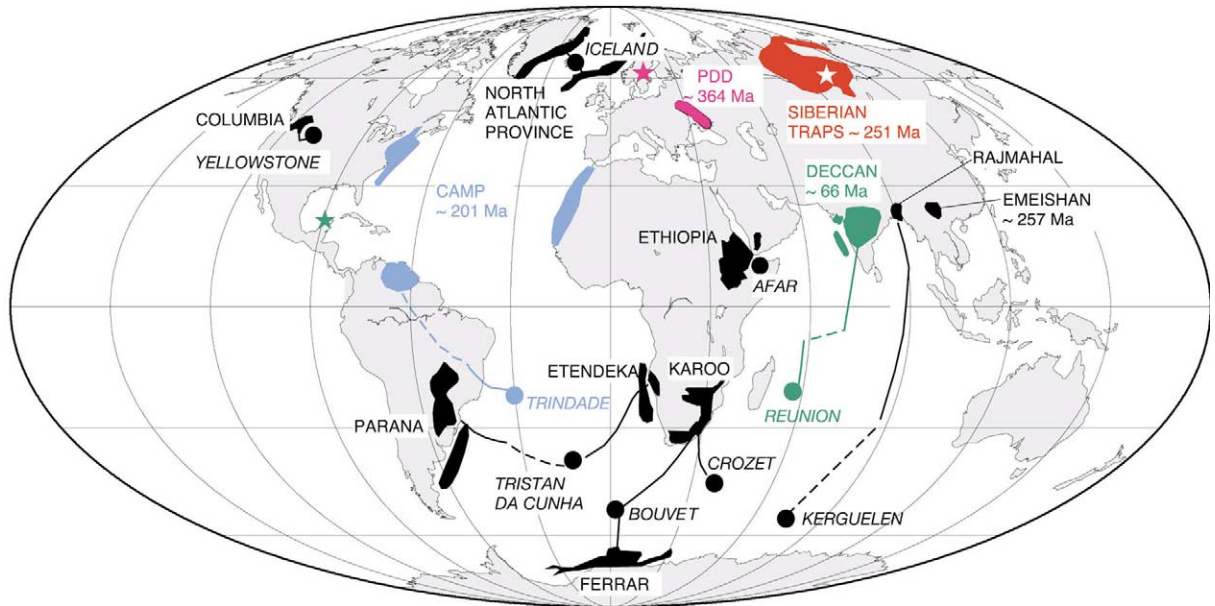 ICELAND
NORTH
ATLANTIC
PROVINCE
PDD
~ 364 Ma
SIBERIAN
TRAPS ~ 251 Ma
COLUMBIA
YELLOWSTONE
CAMP
~ 201 Ma
DECCAN
~ 66 Ma
RAJMAHAL
EMEISHAN
~ 257 Ma
ETHIOPIA
AFAR
ETENDEKA
KAROO
TRINDADE
REUNION
PARANA
TRISTAN
DA CUNHA
CROZET
BOUVET
KERGUELEN
FERRAR